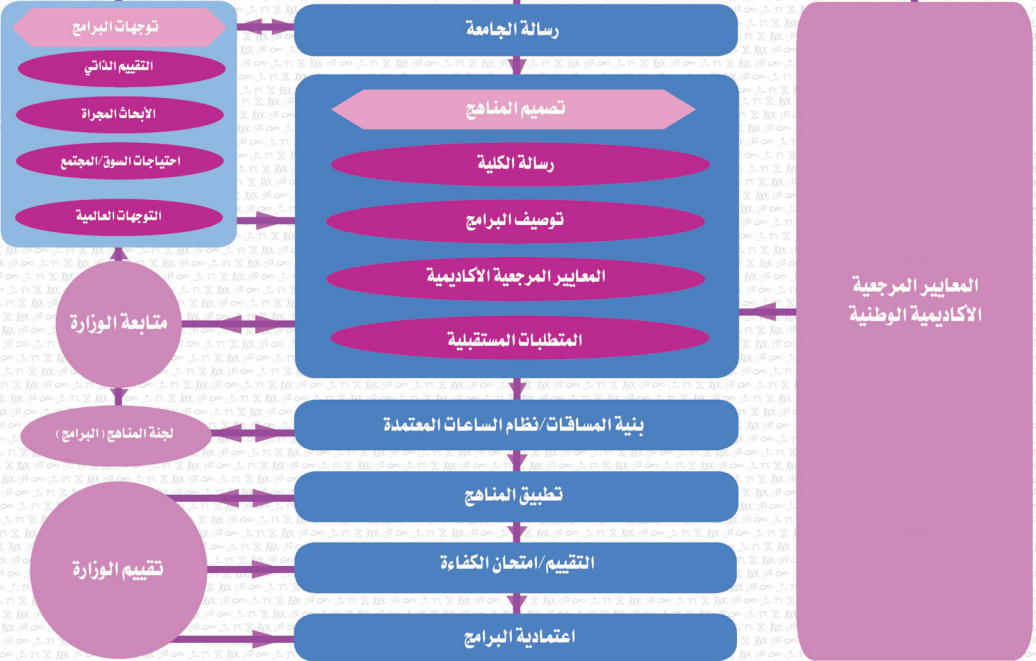 المعايير المرجعية
الأكاديمية الوطنية
رسالة الجامعة
تصميم المناهج
رسالة الكلية
توصيف البرامج
المعايير المرجعية الأكاديمية
المتطلبات المستقبلية
بنية المساقات/نظام الساعات المعتمدة
تطبيق المناهج
التقييم/امتحان الكفاءة
اعتمادية البرامج
توجهات البرامج
التقييم الذاتي
الأبحاث المجراة
احتياجات السوق/المجتمع
التوجهات العالمية
متابعة الوزارة
لجنة المناهج (البرامج)
تقييم الوزارة